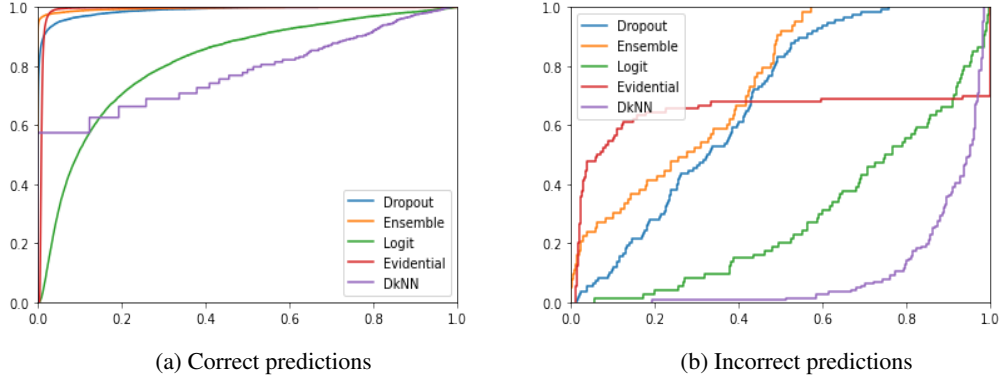 1.0
0.8
0.6
0.4
0.2
0.0
0.0 0.2 0.4 0.6 0.8 1.0
Dropout
Ensemble
Logit
Evidential
DkNN
(a) Correct predictions
1.0
0.8
0.6
0.4
0.2
0.0
0.0 0.2 0.4 0.6 0.8 1.0
Dropout
Ensemble
Logit
Evidential
DkNN
(b) Incorrect predictions